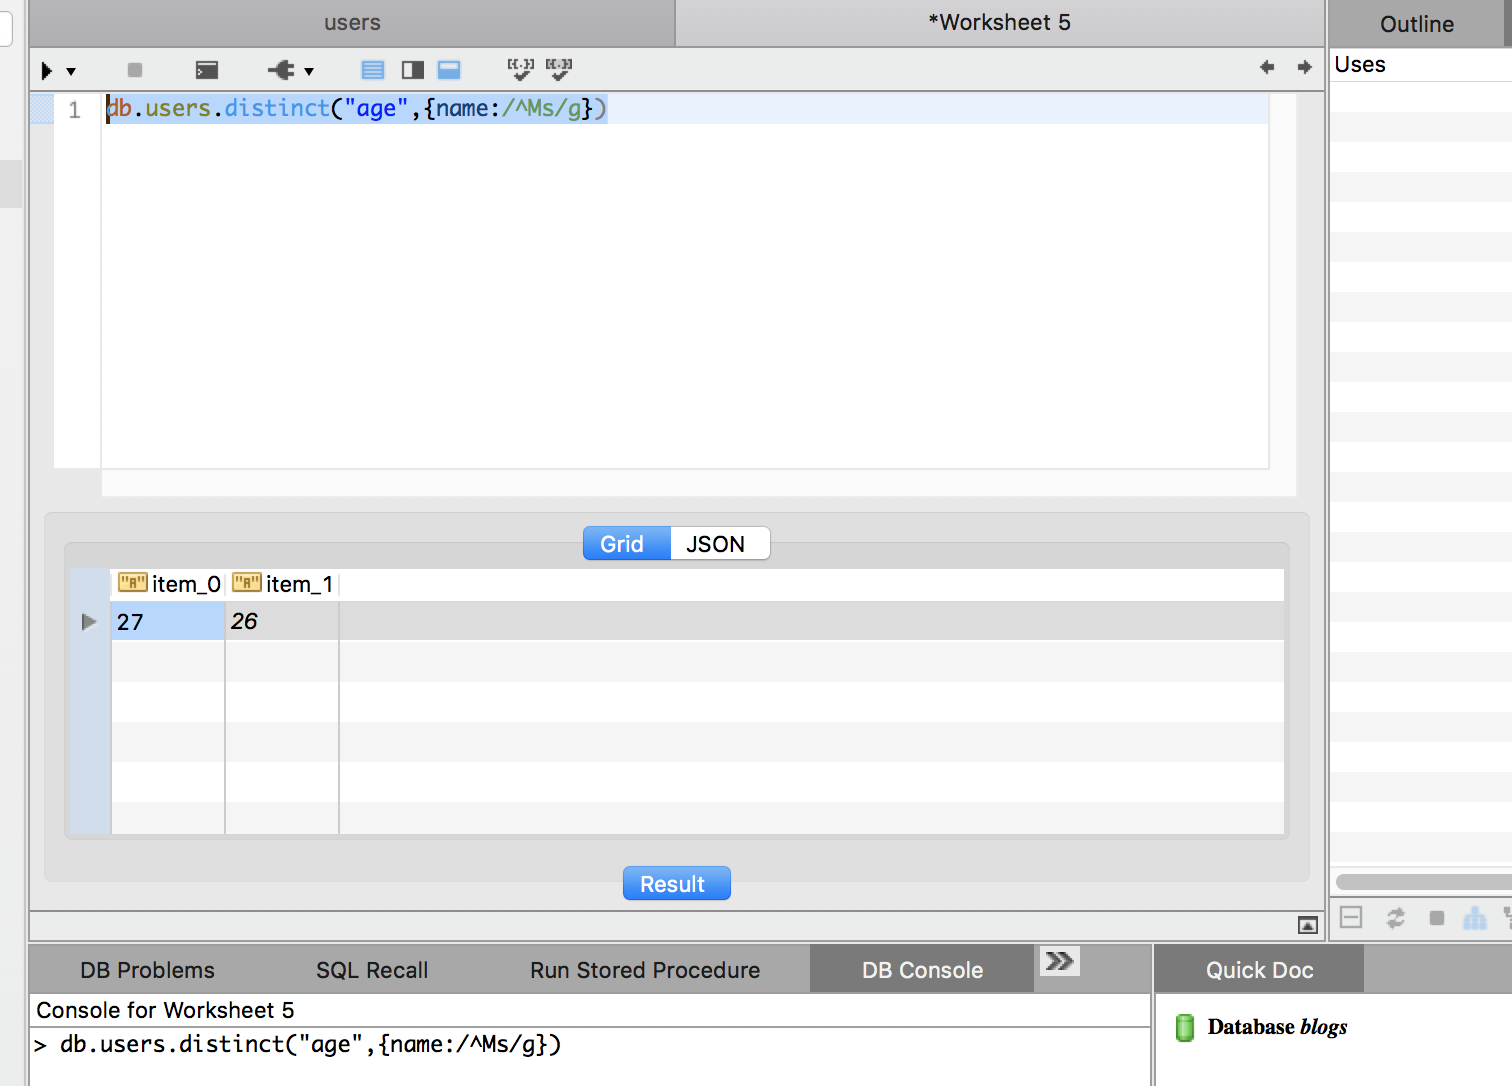 users
*Worksheet 5
Outline
Uses
1 db.users.distinct("age",{name:/^Ms/g})
Grid JSON
"A" item_0 "A" item_1
27 26
Result
DB Problems SQL Recall Run Stored Procedure DB Console
Quick Doc
Console for Worksheet 5
> db.users.distinct("age",{name:/^Ms/g})
Database blogs